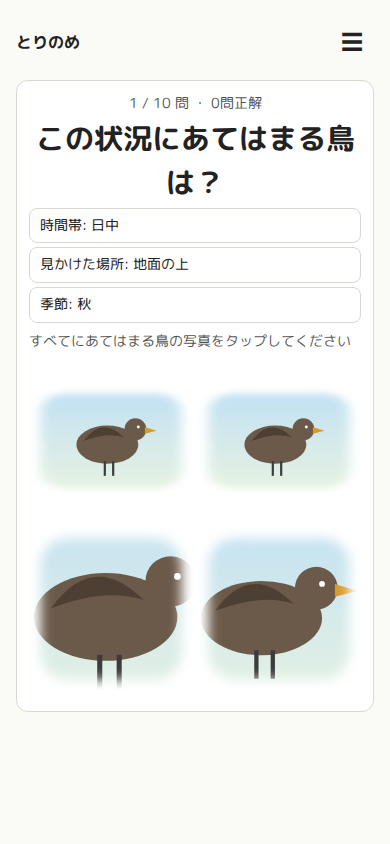 とりのめ
1 / 10 問 · 0問正解
この状況にあてはまる鳥
は？
時間帯: 日中
見かけた場所: 地面の上
季節: 秋
すべてにあてはまる鳥の写真をタップしてください